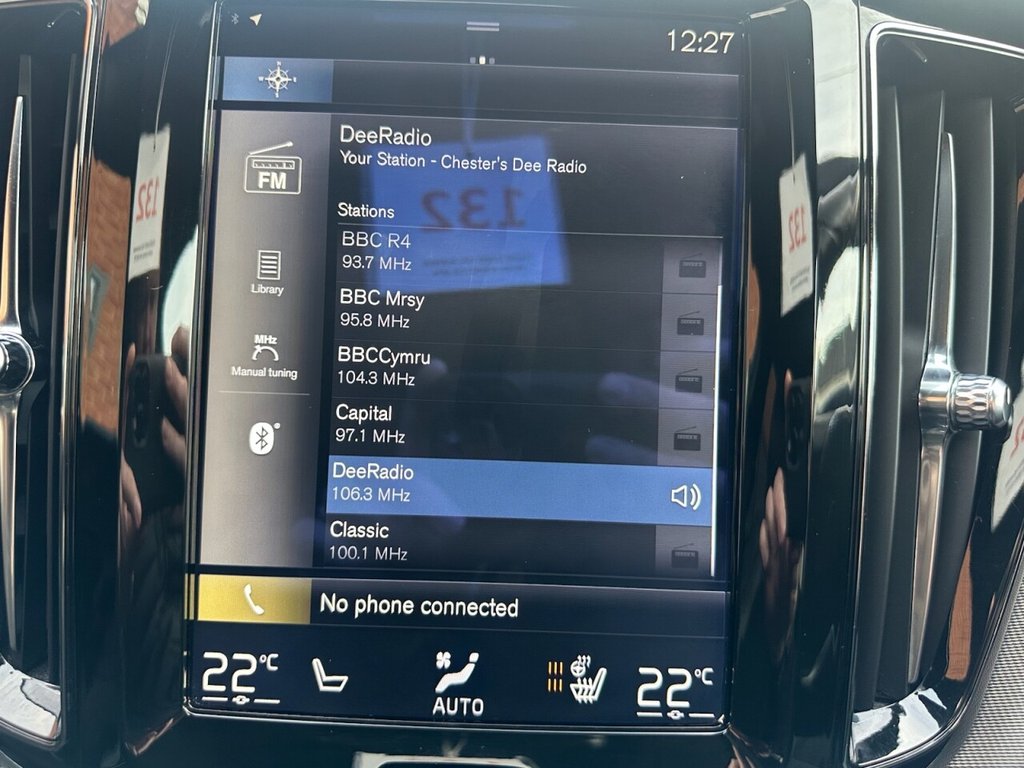 12:27
DeeRadio
Your Station - Chester's Dee Radio
FM
132
132
132
Stations
BBC R4
93.7 MHz
Library
BBC Mrsy
95.8 MHz
MHz
Manual tuning
BBCCymru
104.3 MHz
Capital
97.1 MHz
DeeRadio
106.3 MHz
Classic
100.1 MHz
No phone connected
22°C
AUTO
22°C